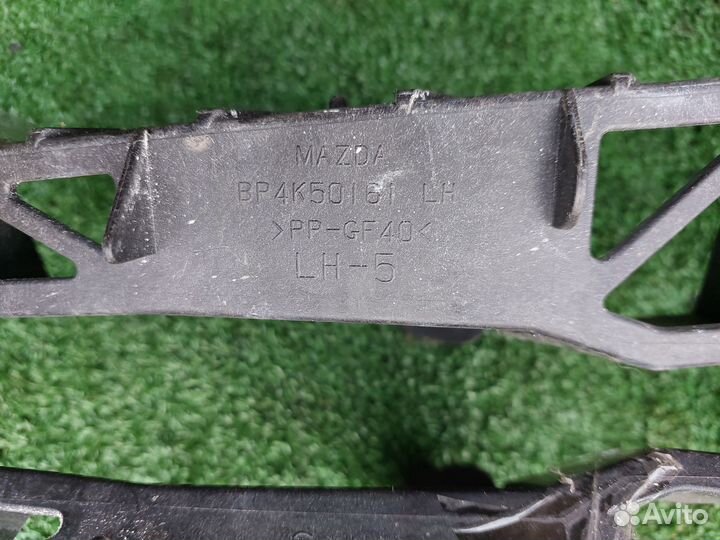 MAZDA
BP4K50161 LH
>PP-GF40<
LH-5
Avito